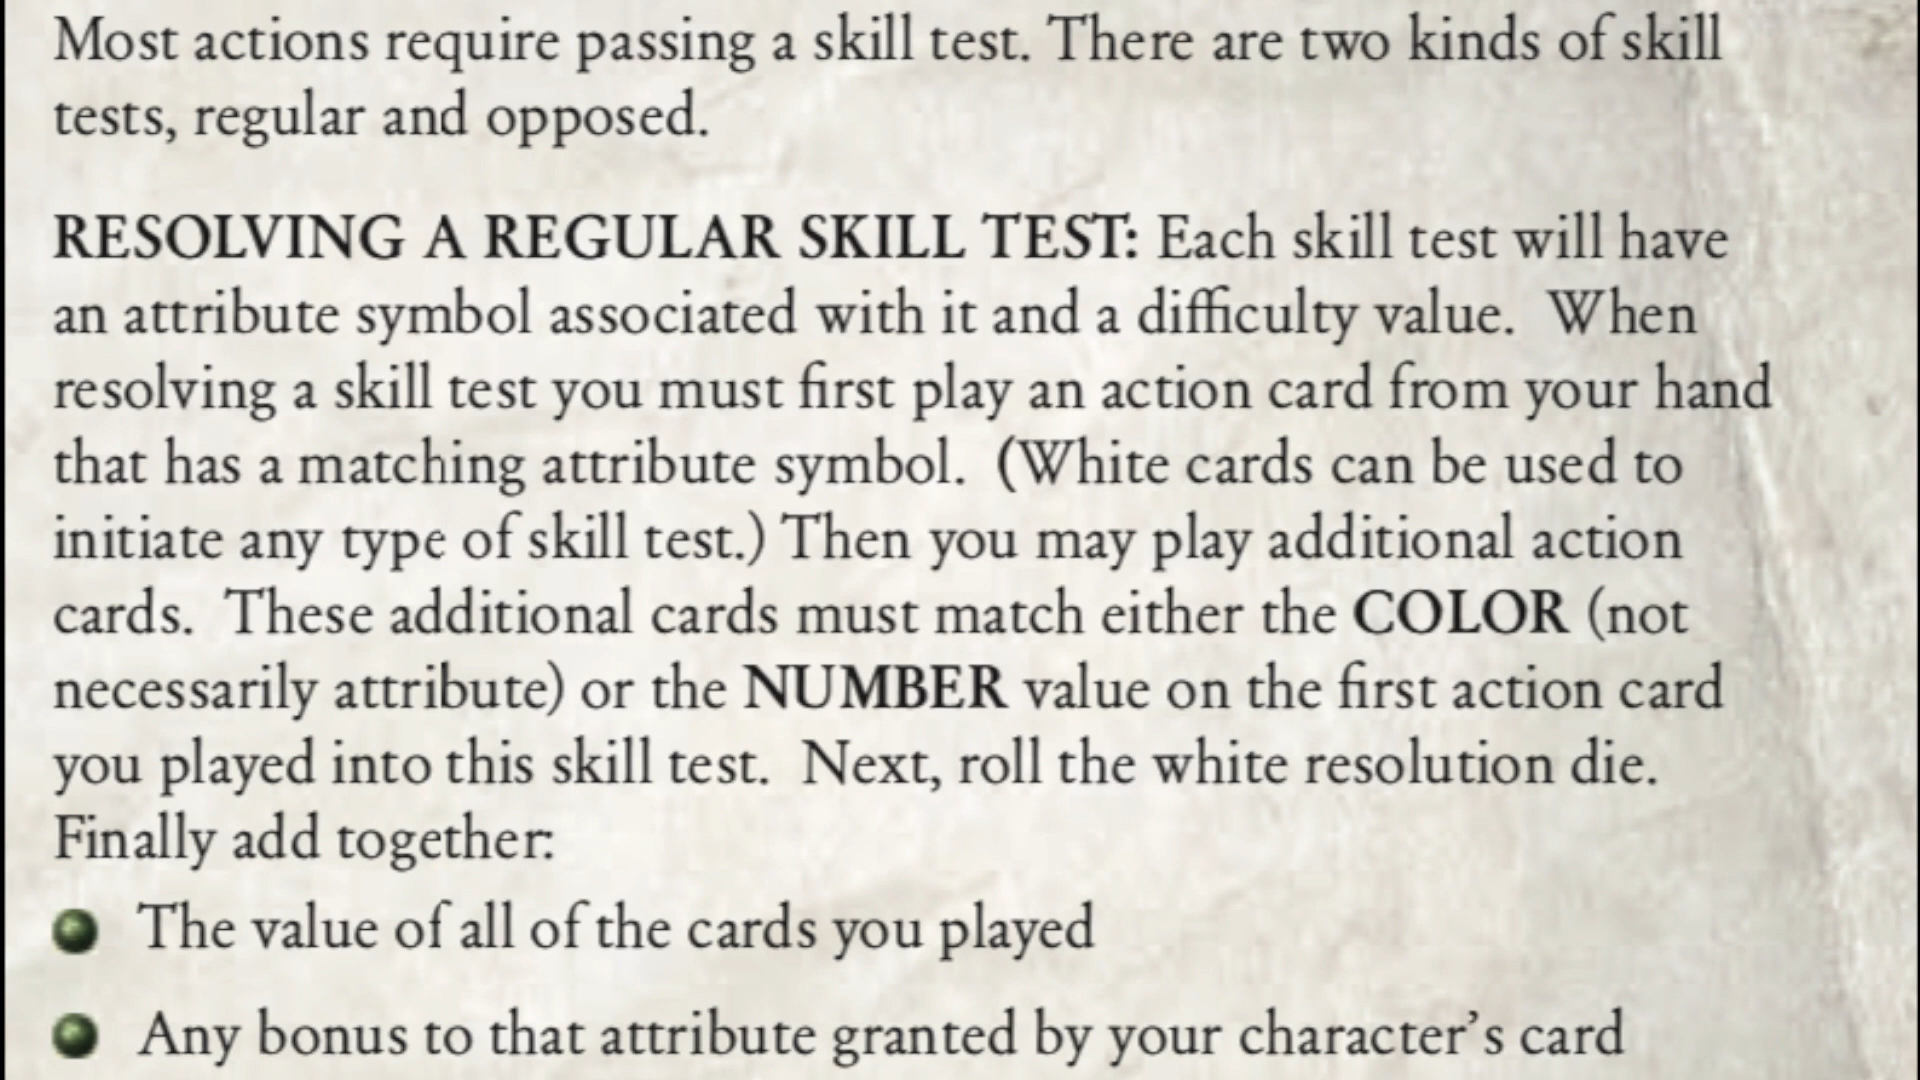 Most actions require passing a skill test. There are two kinds of skill
tests, regular and opposed.
RESOLVING A REGULAR SKILL TEST: Each skill test will have
an attribute symbol associated with it and a difficulty value. When
resolving a skill test you must first play an action card from your hand
that has a matching attribute symbol. (White cards can be used to
initiate any type of skill test.) Then you may play additional action
cards. These additional cards must match either the COLOR (not
necessarily attribute) or the NUMBER value on the first action card
you played into this skill test. Next, roll the white resolution die.
Finally add together:
The value of all of the cards you played
Any bonus to that attribute granted by your character's card